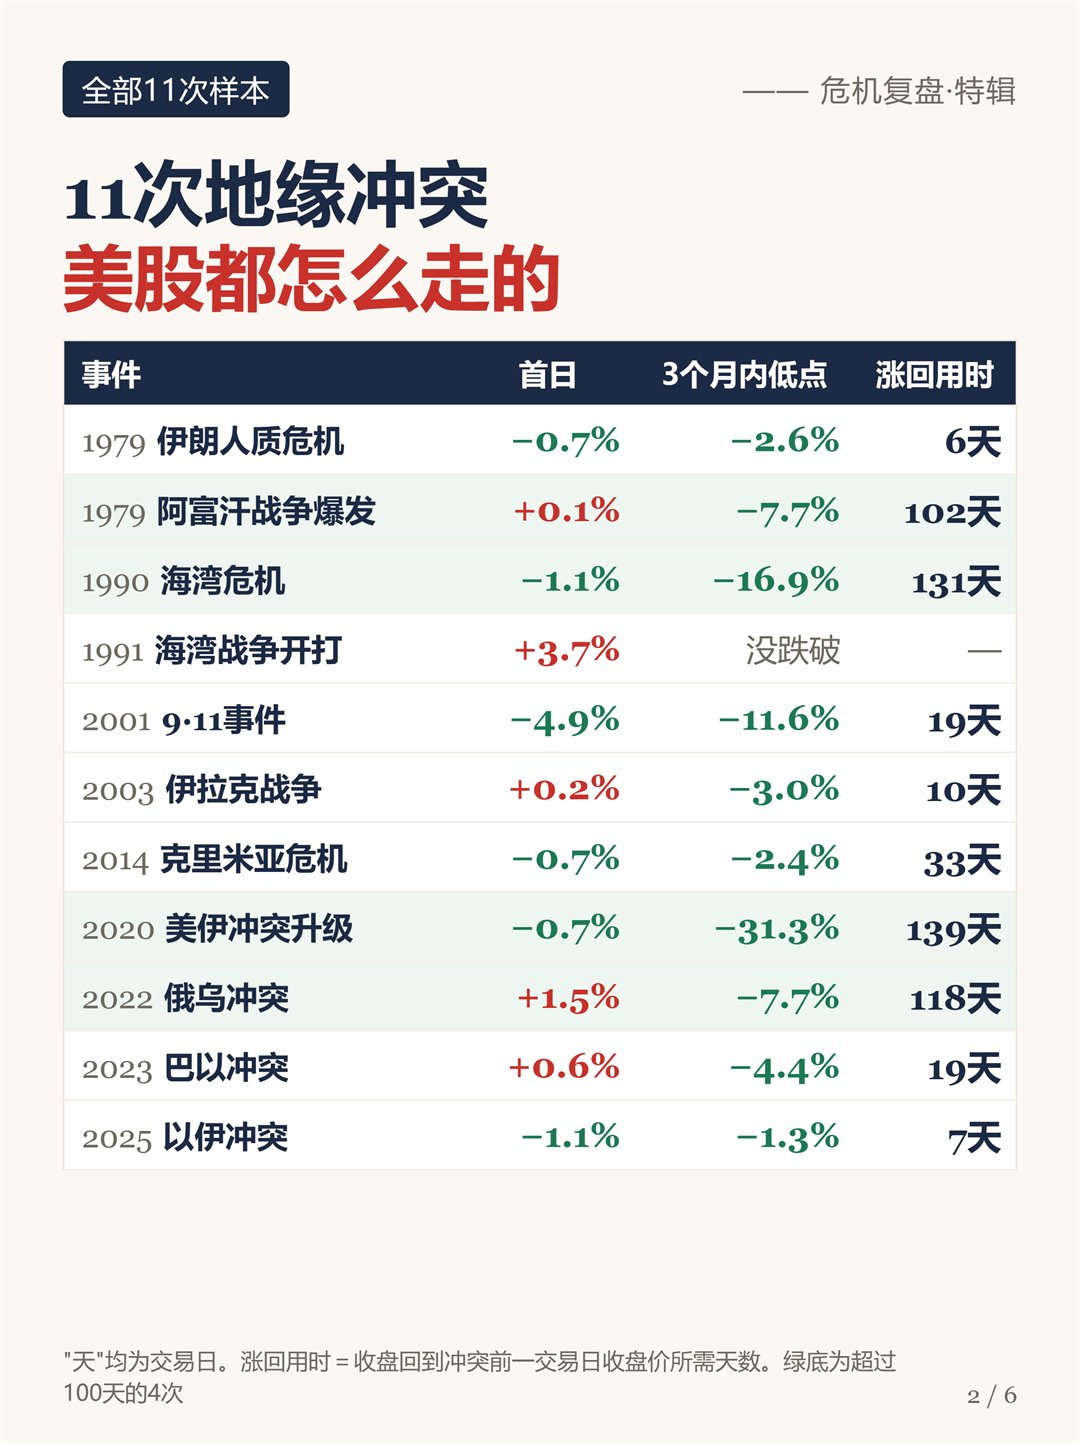 全部11次样本
—— 危机复盘·特辑
11次地缘冲突
美股都怎么走的
事件 首日 3个月内低点 涨回用时
1979 伊朗人质危机 −0.7% −2.6% 6天
1979 阿富汗战争爆发 +0.1% −7.7% 102天
1990 海湾危机 −1.1% −16.9% 131天
1991 海湾战争开打 +3.7% 没跌破 —
2001 9·11事件 −4.9% −11.6% 19天
2003 伊拉克战争 +0.2% −3.0% 10天
2014 克里米亚危机 −0.7% −2.4% 33天
2020 美伊冲突升级 −0.7% −31.3% 139天
2022 俄乌冲突 +1.5% −7.7% 118天
2023 巴以冲突 +0.6% −4.4% 19天
2025 以伊冲突 −1.1% −1.3% 7天
"天"均为交易日。涨回用时＝收盘回到冲突前一交易日收盘价所需天数。绿底为超过
100天的4次
2 / 6